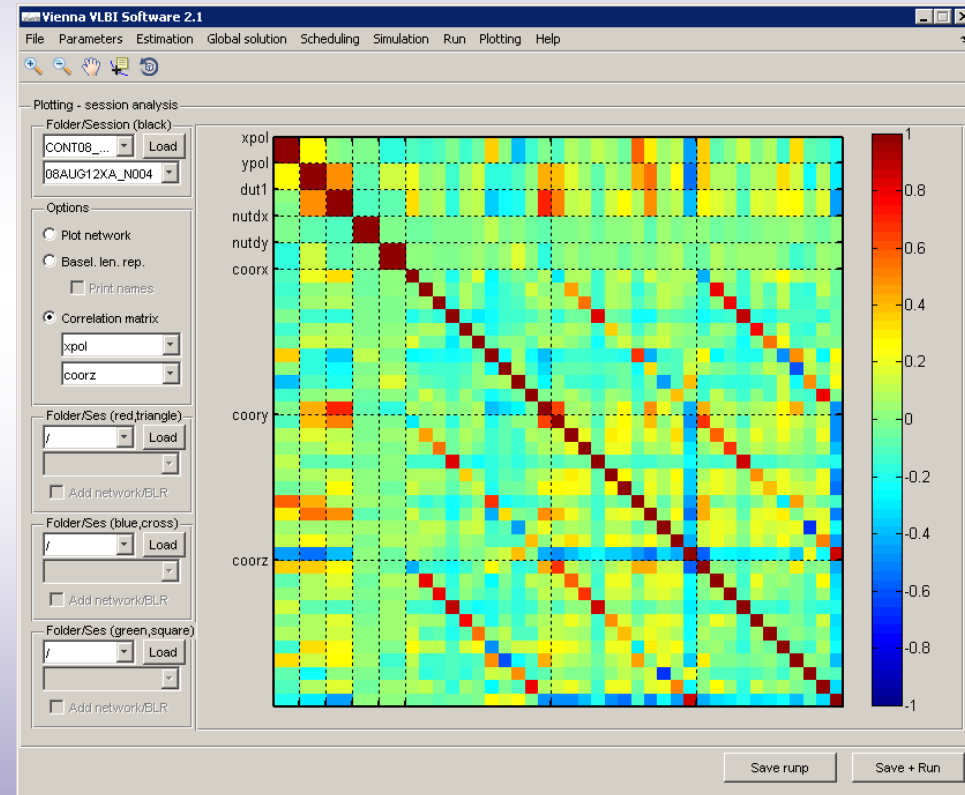 Vienna VLBI Software 2.1
File Parameters Estimation Global solution Scheduling Simulation Run Plotting Help
Plotting - session analysis
Folder/Session (black)
CONT08_... Load
08AUG12XA_N004
Options
Plot network
Basel. len. rep.
Print names
Correlation matrix
xpol
coorz
Folder/Ses (red,triangle)
/ Load
Add network/BLR
Folder/Ses (blue,cross)
/ Load
Add network/BLR
Folder/Ses (green,square)
/ Load
Add network/BLR
xpol
ypol
dut1
nutdx
nutdy
coorx
coory
coorz
1
0.8
0.6
0.4
0.2
0
-0.2
-0.4
-0.6
-0.8
-1
Save runp Save + Run